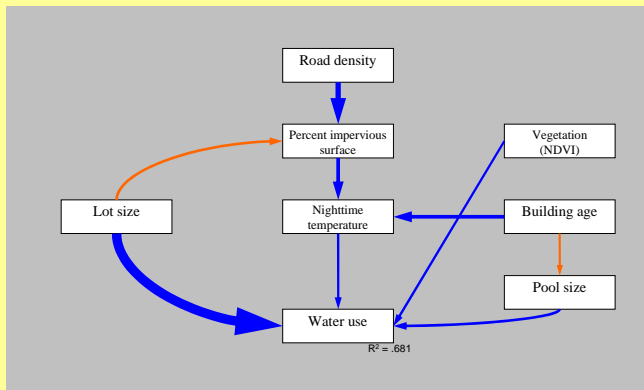 Road density
Percent impervious
surface
Vegetation
(NDVI)
Lot size
Nighttime
temperature
Building age
Pool size
Water use
R² = .681